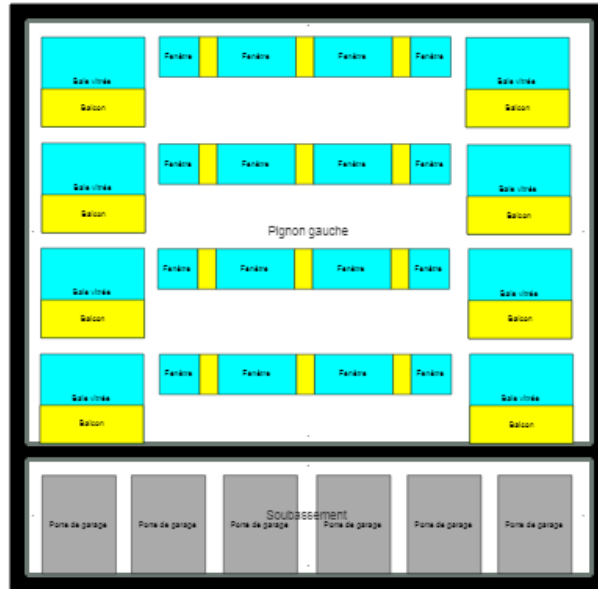 Fenêtre Fenêtre Fenêtre Fenêtre
Baie vitrée Baie vitrée
Balcon Balcon
Fenêtre Fenêtre Fenêtre Fenêtre
Baie vitrée Baie vitrée
Balcon Balcon
Pignon gauche
Fenêtre Fenêtre Fenêtre Fenêtre
Baie vitrée Baie vitrée
Balcon Balcon
Fenêtre Fenêtre Fenêtre Fenêtre
Baie vitrée Baie vitrée
Balcon Balcon
Soubassement
Porte de garage Porte de garage Porte de garage Porte de garage Porte de garage Porte de garage